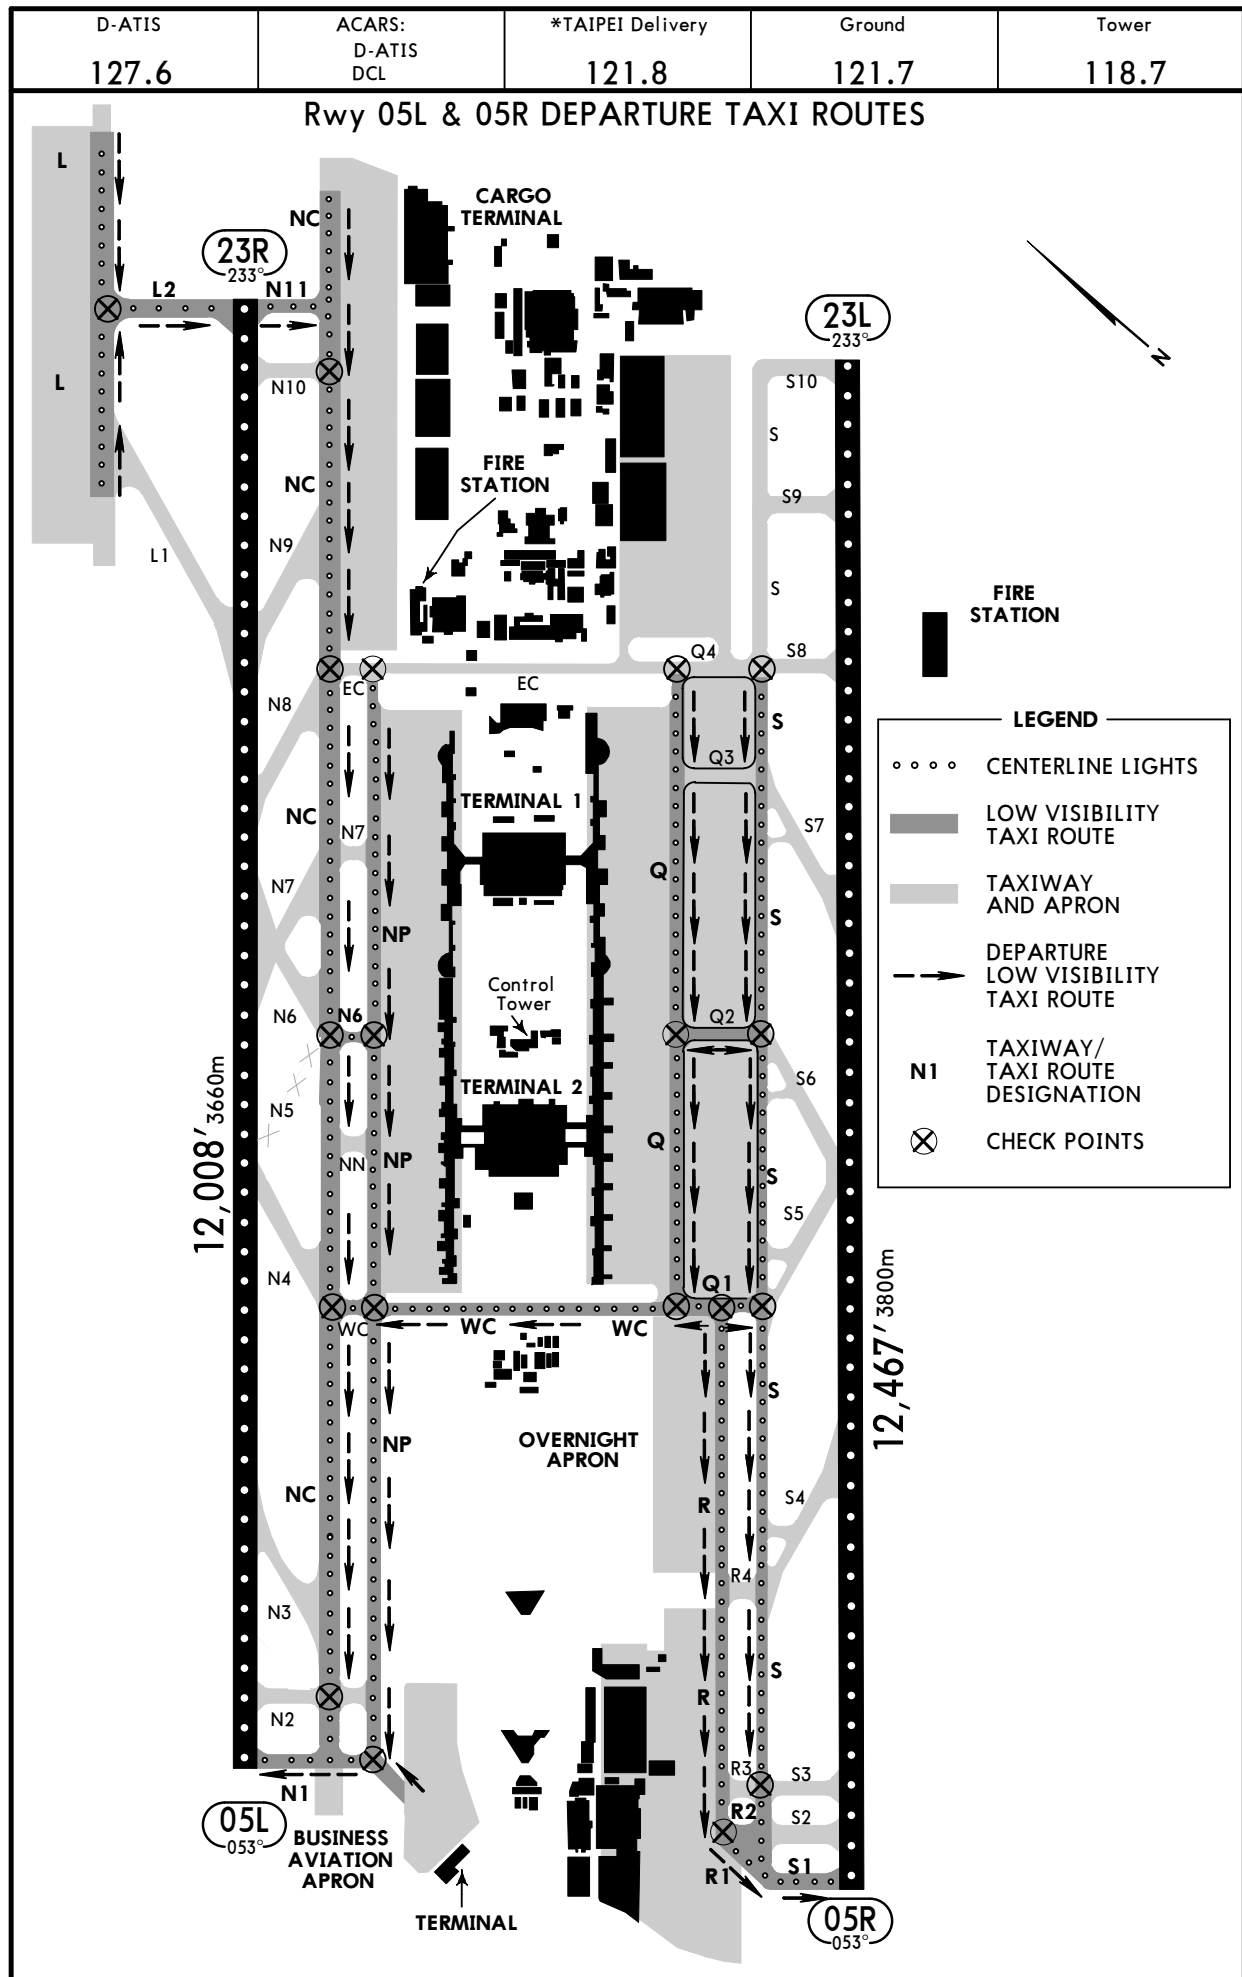 D-ATIS
127.6
ACARS:
D-ATIS
DCL
*TAIPEI Delivery
121.8
Ground
121.7
Tower
118.7
Rwy 05L & 05R DEPARTURE TAXI ROUTES
L
NC
CARGO
TERMINAL
23R
233°
L2
N11
23L
233°
N
L
N10
S10
S
NC
FIRE
STATION
S9
L1
N9
S
FIRE
STATION
Q4
S8
EC
EC
N8
S
Q3
LEGEND
CENTERLINE LIGHTS
LOW VISIBILITY
TAXI ROUTE
TAXIWAY
AND APRON
DEPARTURE
LOW VISIBILITY
TAXI ROUTE
N1
TAXIWAY/
TAXI ROUTE
DESIGNATION
CHECK POINTS
NC
N7
TERMINAL 1
S7
N7
Q
NP
S
Control
Tower
N6
N6
Q2
N5
TERMINAL 2
S6
12,008' 3660m
NN
NP
Q
S
S5
N4
Q1
WC
WC
WC
12,467' 3800m
S
NP
OVERNIGHT
APRON
NC
R
S4
R4
N3
S
R
N2
R3
S3
N1
R2
S2
05L
053°
BUSINESS
AVIATION
APRON
R1
S1
TERMINAL
05R
053°